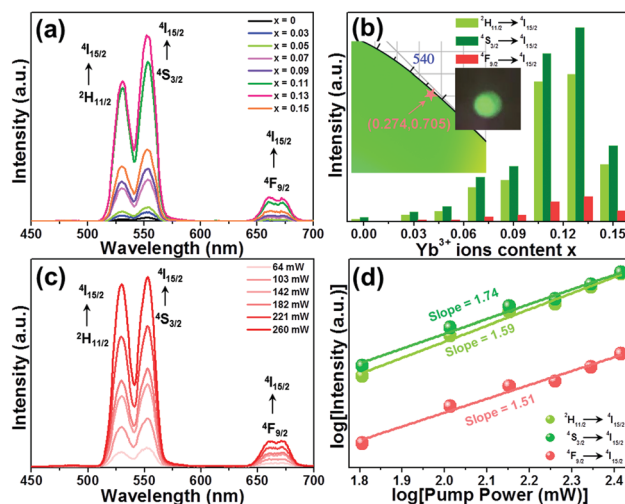 (a)
⁴I₁₅/₂
⁴I₁₅/₂
⁴S₃/₂
²H₁₁/₂
⁴I₁₅/₂
⁴F₉/₂
x = 0
x = 0.03
x = 0.05
x = 0.07
x = 0.09
x = 0.11
x = 0.13
x = 0.15
Intensity (a.u.)
450 500 550 600 650 700
Wavelength (nm)
(b)
²H₁₁/₂→⁴I₁₅/₂
⁴S₃/₂→⁴I₁₅/₂
⁴F₉/₂→⁴I₁₅/₂
540
(0.274,0.705)
Intensity (a.u.)
0.00 0.03 0.06 0.09 0.12 0.15
Yb³⁺ ions content x
(c)
⁴I₁₅/₂
⁴I₁₅/₂
⁴S₃/₂
²H₁₁/₂
⁴I₁₅/₂
⁴F₉/₂
64 mW
103 mW
142 mW
182 mW
221 mW
260 mW
Intensity (a.u.)
450 500 550 600 650 700
Wavelength (nm)
(d)
Slope = 1.74
Slope = 1.59
Slope = 1.51
²H₁₁/₂→⁴I₁₅/₂
⁴S₃/₂→⁴I₁₅/₂
⁴F₉/₂→⁴I₁₅/₂
log[Intensity (a.u.)]
1.8 1.9 2.0 2.1 2.2 2.3 2.4
log[Pump Power (mW)]